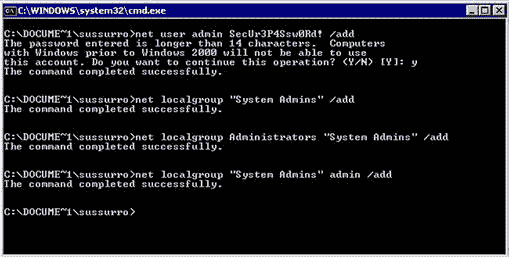 C:\WINDOWS\system32\cmd.exe
C:\DOCUME~1\sussurro>net user admin SecUr3P4Ssw0Rd! /add
The password entered is longer than 14 characters.  Computers
with Windows prior to Windows 2000 will not be able to use
this account. Do you want to continue this operation? (Y/N) [Y]: y
The command completed successfully.
C:\DOCUME~1\sussurro>net localgroup "System Admins" /add
The command completed successfully.
C:\DOCUME~1\sussurro>net localgroup Administrators "System Admins" /add
The command completed successfully.
C:\DOCUME~1\sussurro>net localgroup "System Admins" admin /add
The command completed successfully.
C:\DOCUME~1\sussurro>